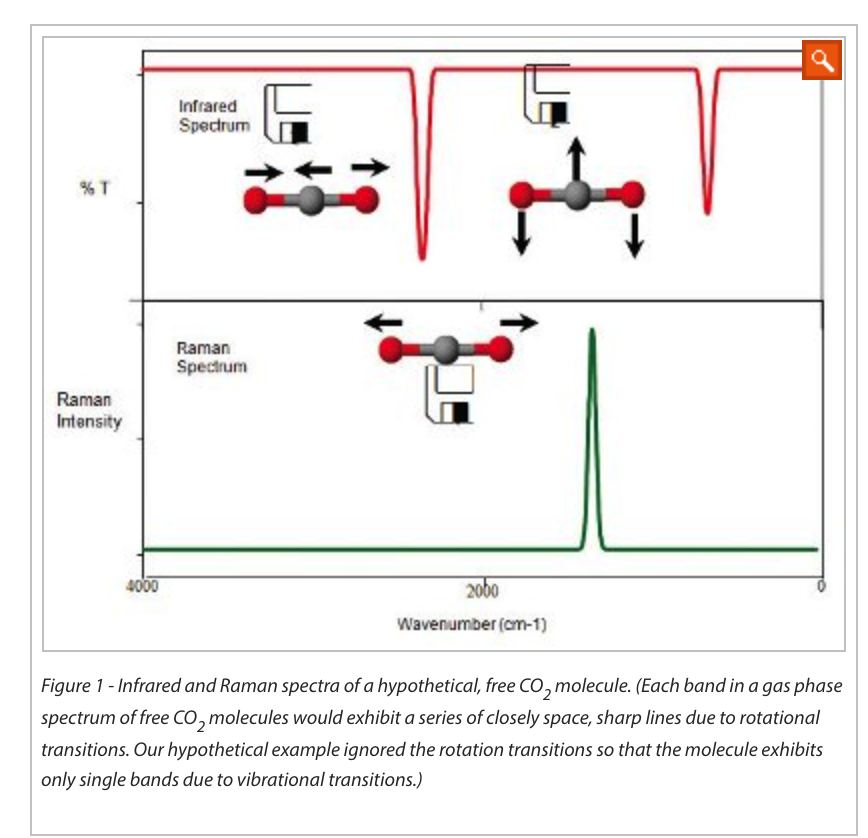 Infrared
Spectrum
% T
Raman
Spectrum
Raman
Intensity
4000
2000
0
Wavenumber (cm-1)
Figure 1 - Infrared and Raman spectra of a hypothetical, free CO2 molecule. (Each band in a gas phase
spectrum of free CO2 molecules would exhibit a series of closely space, sharp lines due to rotational
transitions. Our hypothetical example ignored the rotation transitions so that the molecule exhibits
only single bands due to vibrational transitions.)